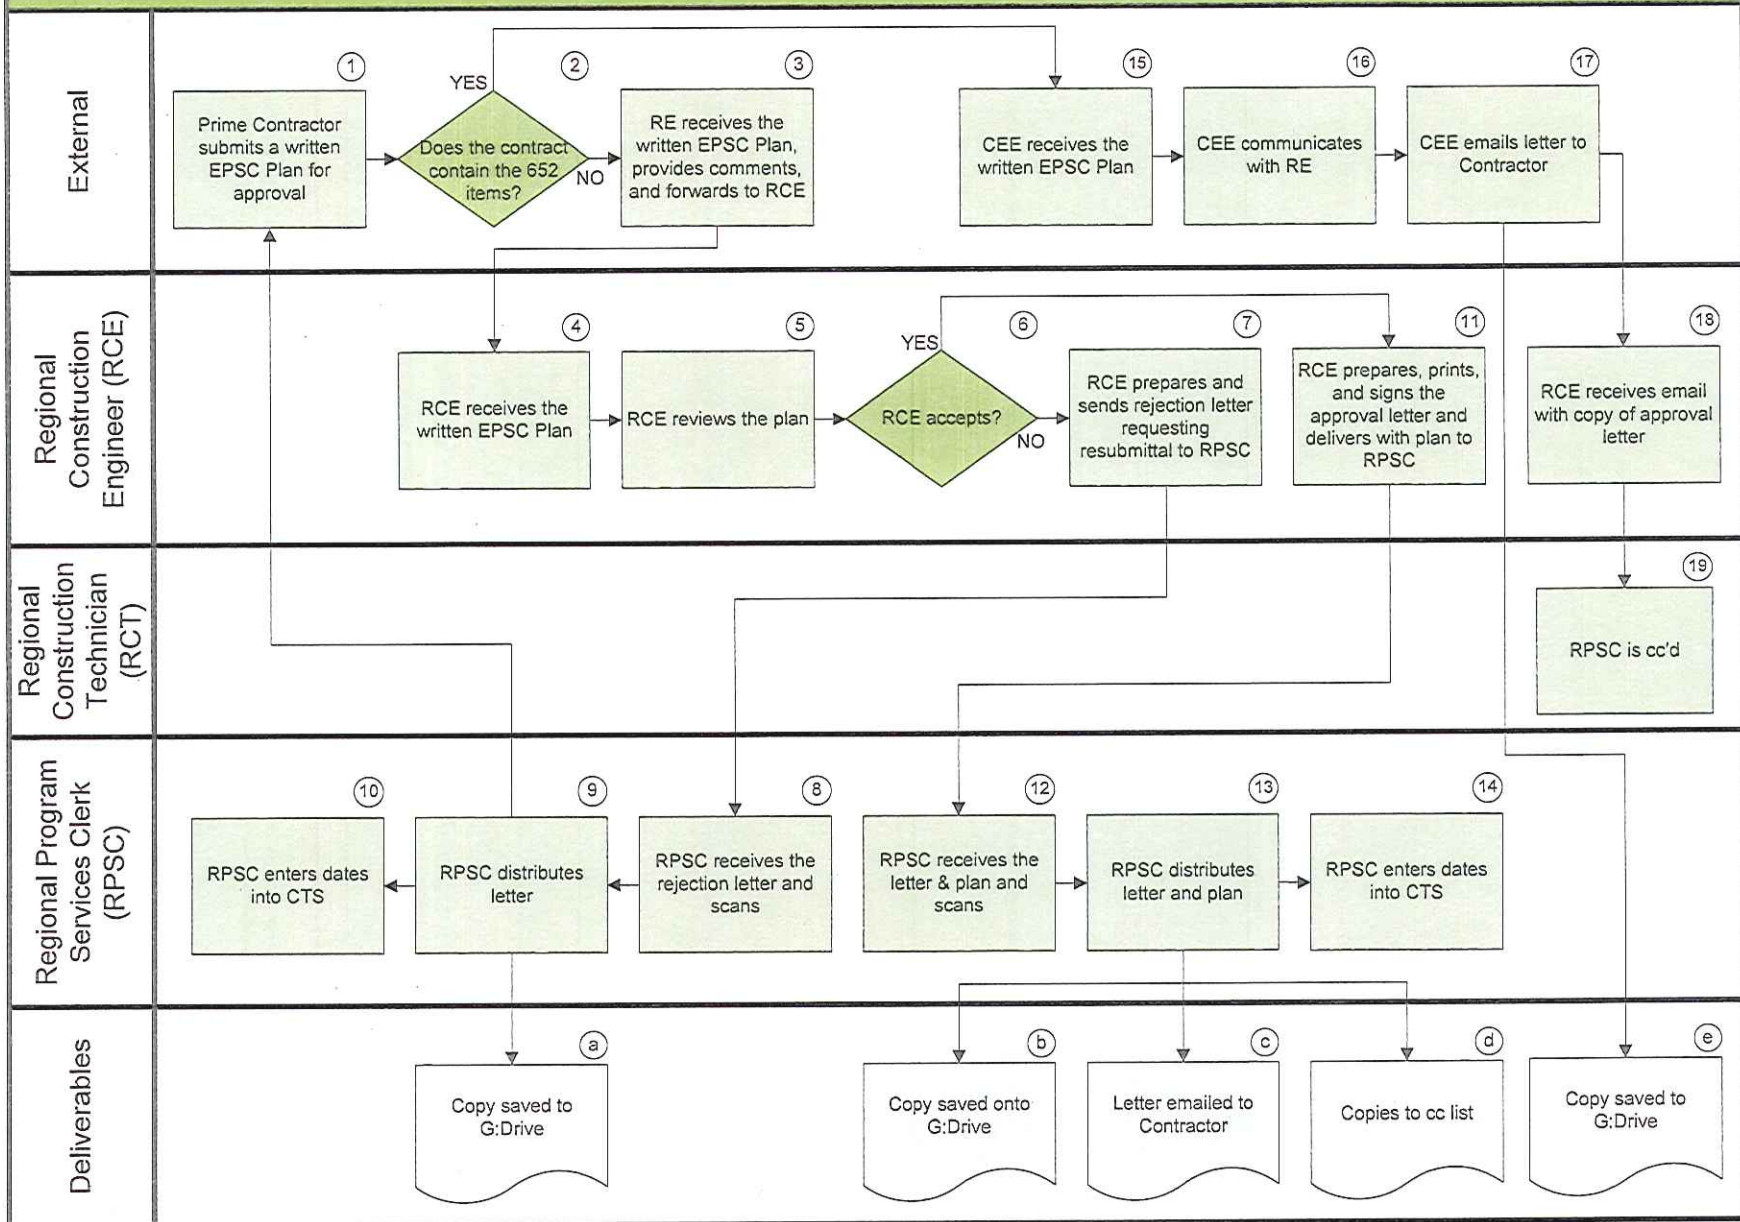 External
1
Prime Contractor
submits a written
EPSC Plan for
approval
2
YES
Does the contract
contain the 652
items?
NO
3
RE receives the
written EPSC Plan,
provides comments,
and forwards to RCE
15
CEE receives the
written EPSC Plan
16
CEE communicates
with RE
17
CEE emails letter to
Contractor
Regional
Construction
Engineer (RCE)
4
RCE receives the
written EPSC Plan
5
RCE reviews the plan
6
YES
RCE accepts?
NO
7
RCE prepares and
sends rejection letter
requesting
resubmittal to RPSC
11
RCE prepares, prints,
and signs the
approval letter and
delivers with plan to
RPSC
18
RCE receives email
with copy of approval
letter
Regional
Construction
Technician
(RCT)
19
RPSC is cc'd
Regional Program
Services Clerk
(RPSC)
10
RPSC enters dates
into CTS
9
RPSC distributes
letter
8
RPSC receives the
rejection letter and
scans
12
RPSC receives the
letter & plan and
scans
13
RPSC distributes
letter and plan
14
RPSC enters dates
into CTS
Deliverables
a
Copy saved to
G:Drive
b
Copy saved onto
G:Drive
c
Letter emailed to
Contractor
d
Copies to cc list
e
Copy saved to
G:Drive